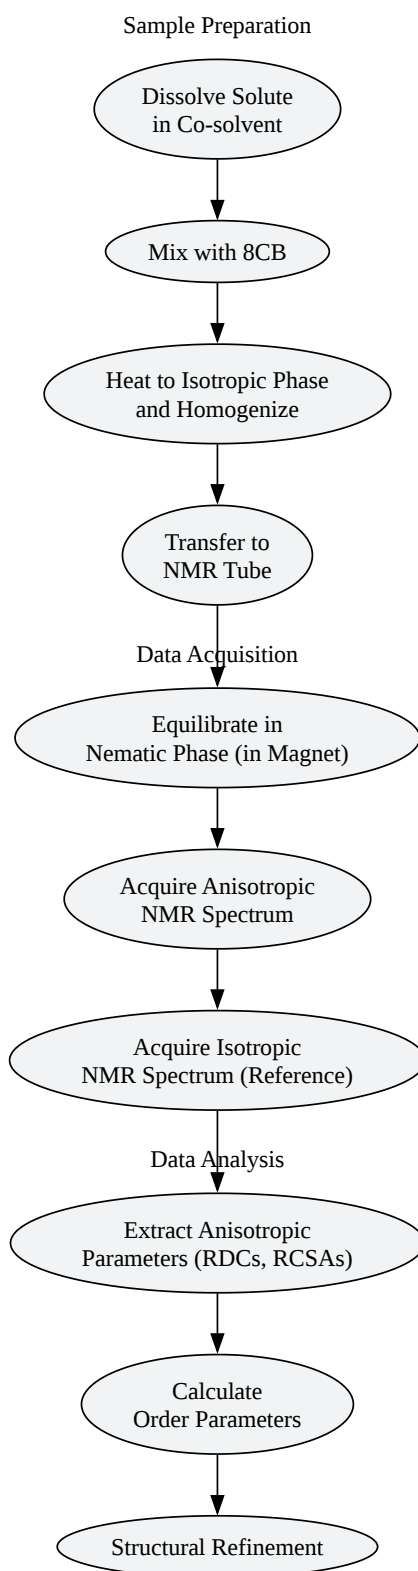 Sample Preparation
Dissolve Solute
in Co-solvent
Mix with 8CB
Heat to Isotropic Phase
and Homogenize
Transfer to
NMR Tube
Data Acquisition
Equilibrate in
Nematic Phase (in Magnet)
Acquire Anisotropic
NMR Spectrum
Acquire Isotropic
NMR Spectrum (Reference)
Data Analysis
Extract Anisotropic
Parameters (RDCs, RCSAs)
Calculate
Order Parameters
Structural Refinement